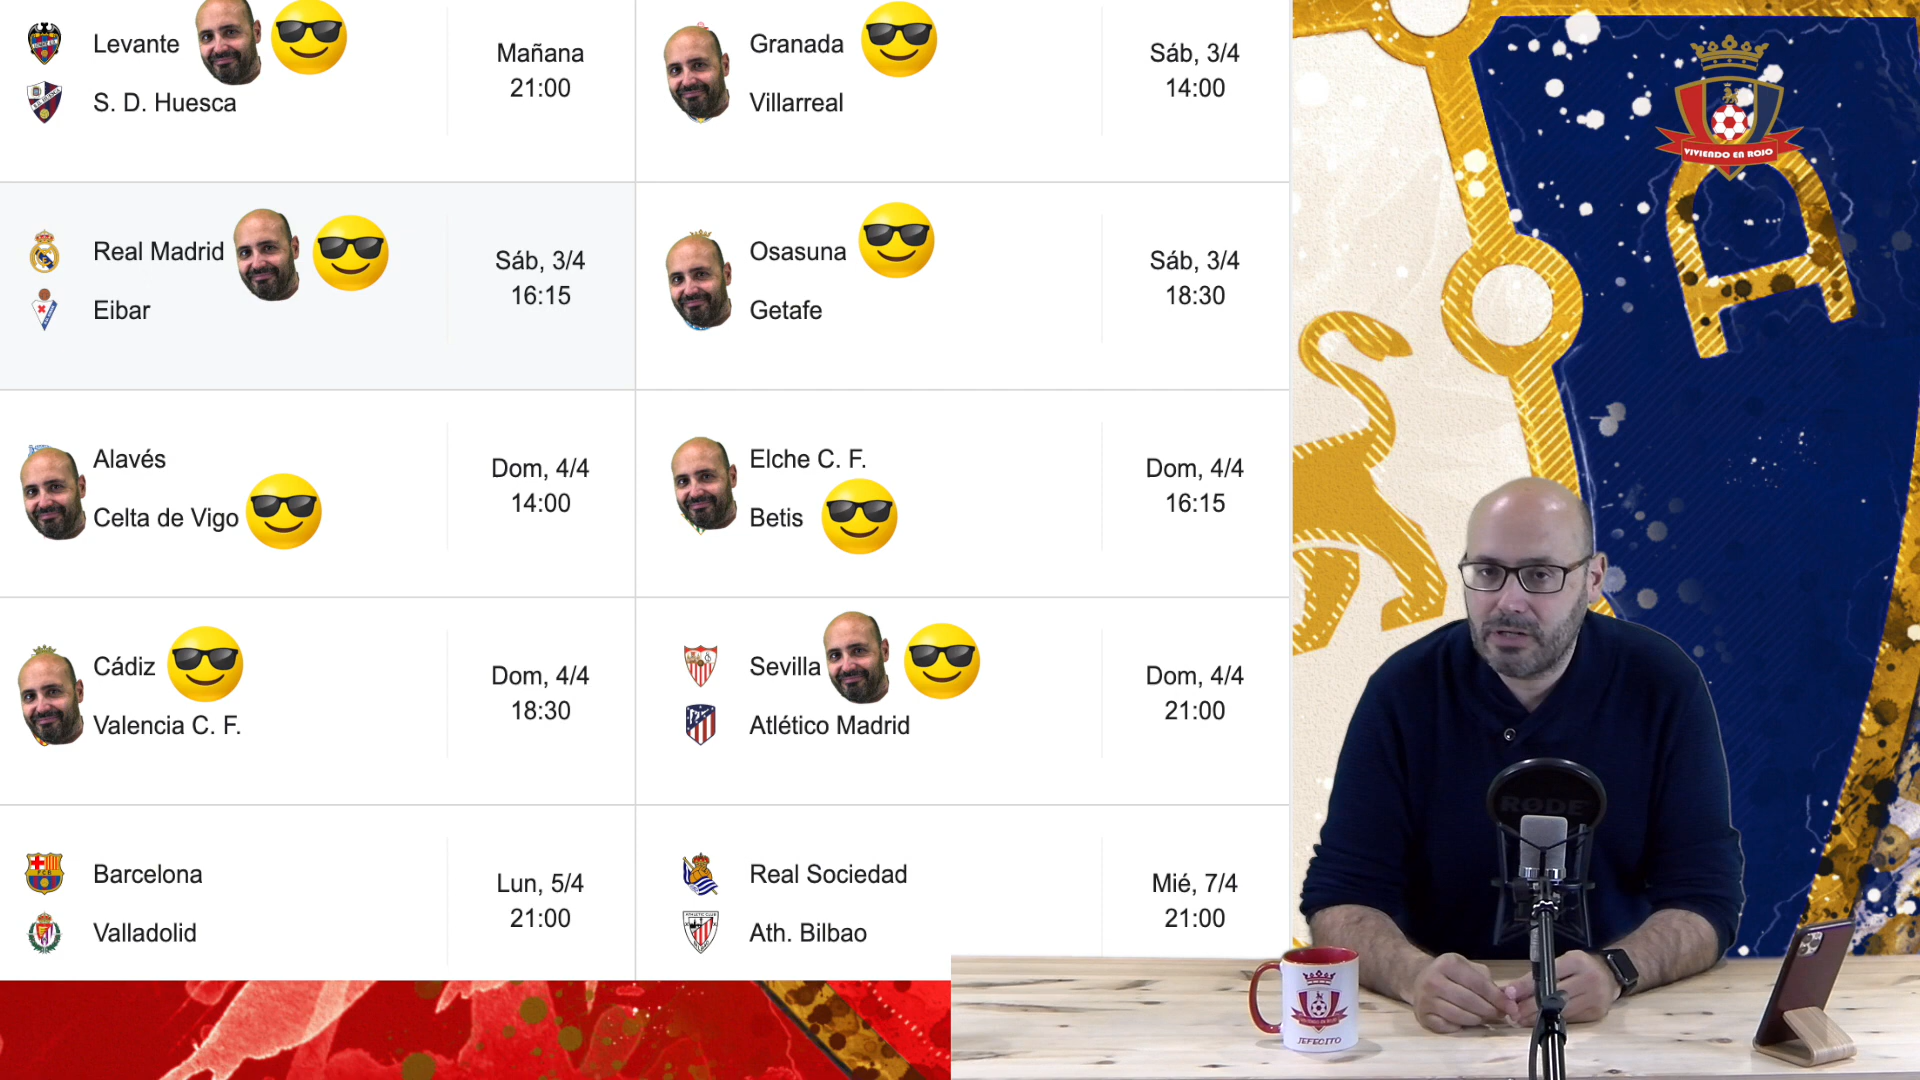 Levante
S. D. Huesca
Mañana
21:00
Granada
Villarreal
Sáb, 3/4
14:00
Real Madrid
Eibar
Sáb, 3/4
16:15
Osasuna
Getafe
Sáb, 3/4
18:30
Alavés
Celta de Vigo
Dom, 4/4
14:00
Elche C. F.
Betis
Dom, 4/4
16:15
Cádiz
Valencia C. F.
Dom, 4/4
18:30
Sevilla
Atlético Madrid
Dom, 4/4
21:00
Barcelona
Valladolid
Lun, 5/4
21:00
Real Sociedad
Ath. Bilbao
Mié, 7/4
21:00
VIVIENDO EN ROJO
RØDE
JEFECITO